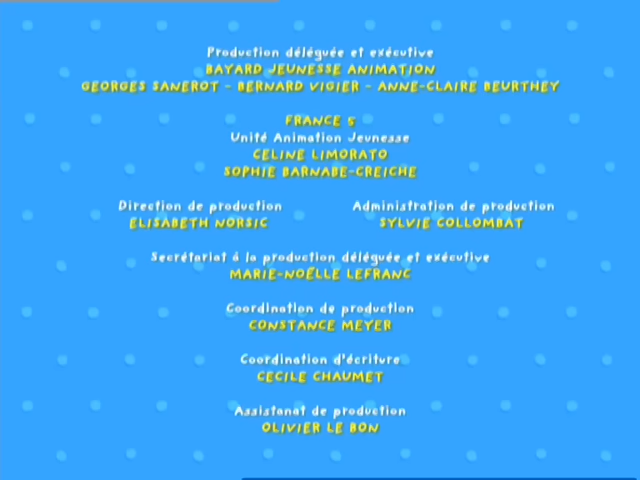 Production déléguée et exécutive
BAYARD JEUNESSE ANIMATION
GEORGES SANEROT - BERNARD VIGIER - ANNE-CLAIRE BEURTHEY
FRANCE 5
Unité Animation Jeunesse
CELINE LIMORATO
SOPHIE BARNABE-CREICHE
Direction de production
ELISABETH NORSIC
Administration de production
SYLVIE COLLOMBAT
Secrétariat à la production déléguée et exécutive
MARIE-NOËLLE LEFRANC
Coordination de production
CONSTANCE MEYER
Coordination d'écriture
CECILE CHAUMET
Assistanat de production
OLIVIER LE BON